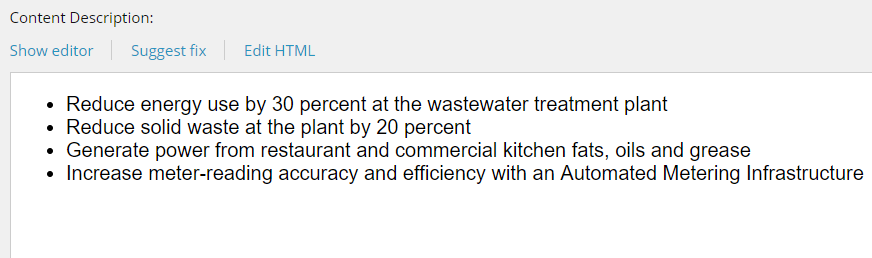 Content Description:
Show editor
Suggest fix
Edit HTML
• Reduce energy use by 30 percent at the wastewater treatment plant
• Reduce solid waste at the plant by 20 percent
• Generate power from restaurant and commercial kitchen fats, oils and grease
• Increase meter-reading accuracy and efficiency with an Automated Metering Infrastructure